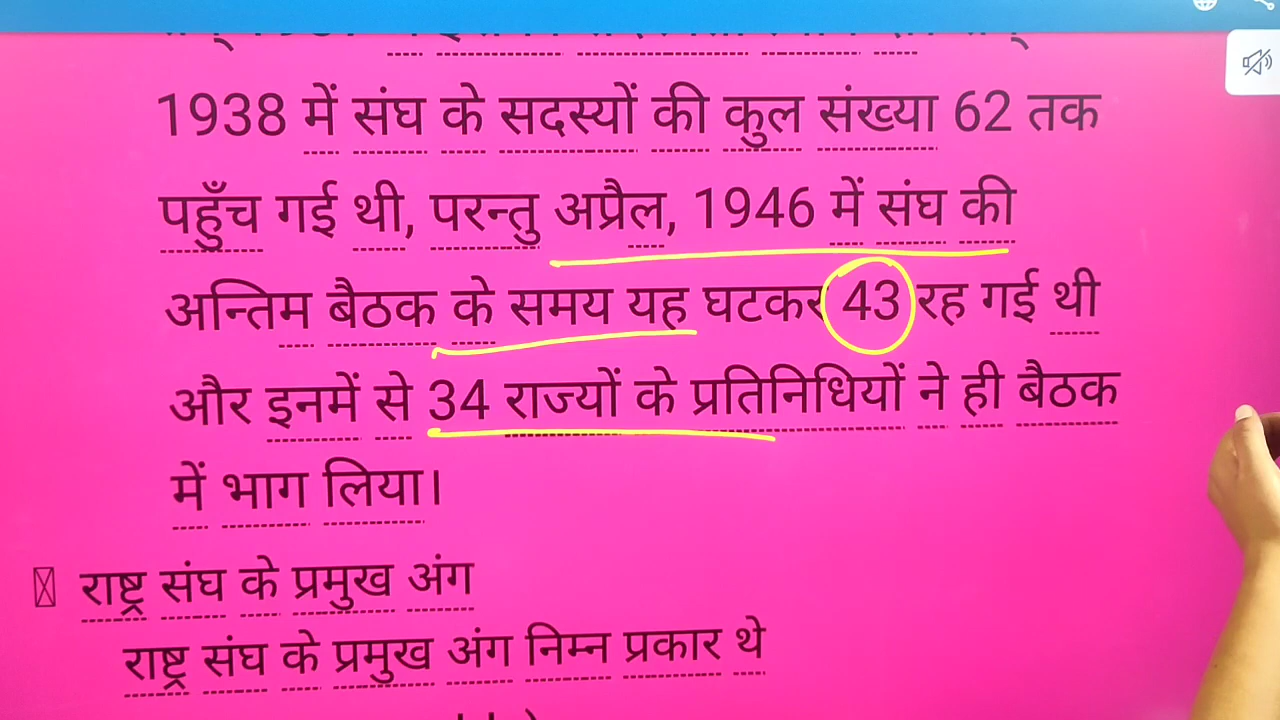 1938 में संघ के सदस्यों की कुल संख्या 62 तक
पहुँच गई थी, परन्तु अप्रैल, 1946 में संघ की
अन्तिम बैठक के समय यह घटकर 43 रह गई थी
और इनमें से 34 राज्यों के प्रतिनिधियों ने ही बैठक
में भाग लिया।
राष्ट्र संघ के प्रमुख अंग
राष्ट्र संघ के प्रमुख अंग निम्न प्रकार थे